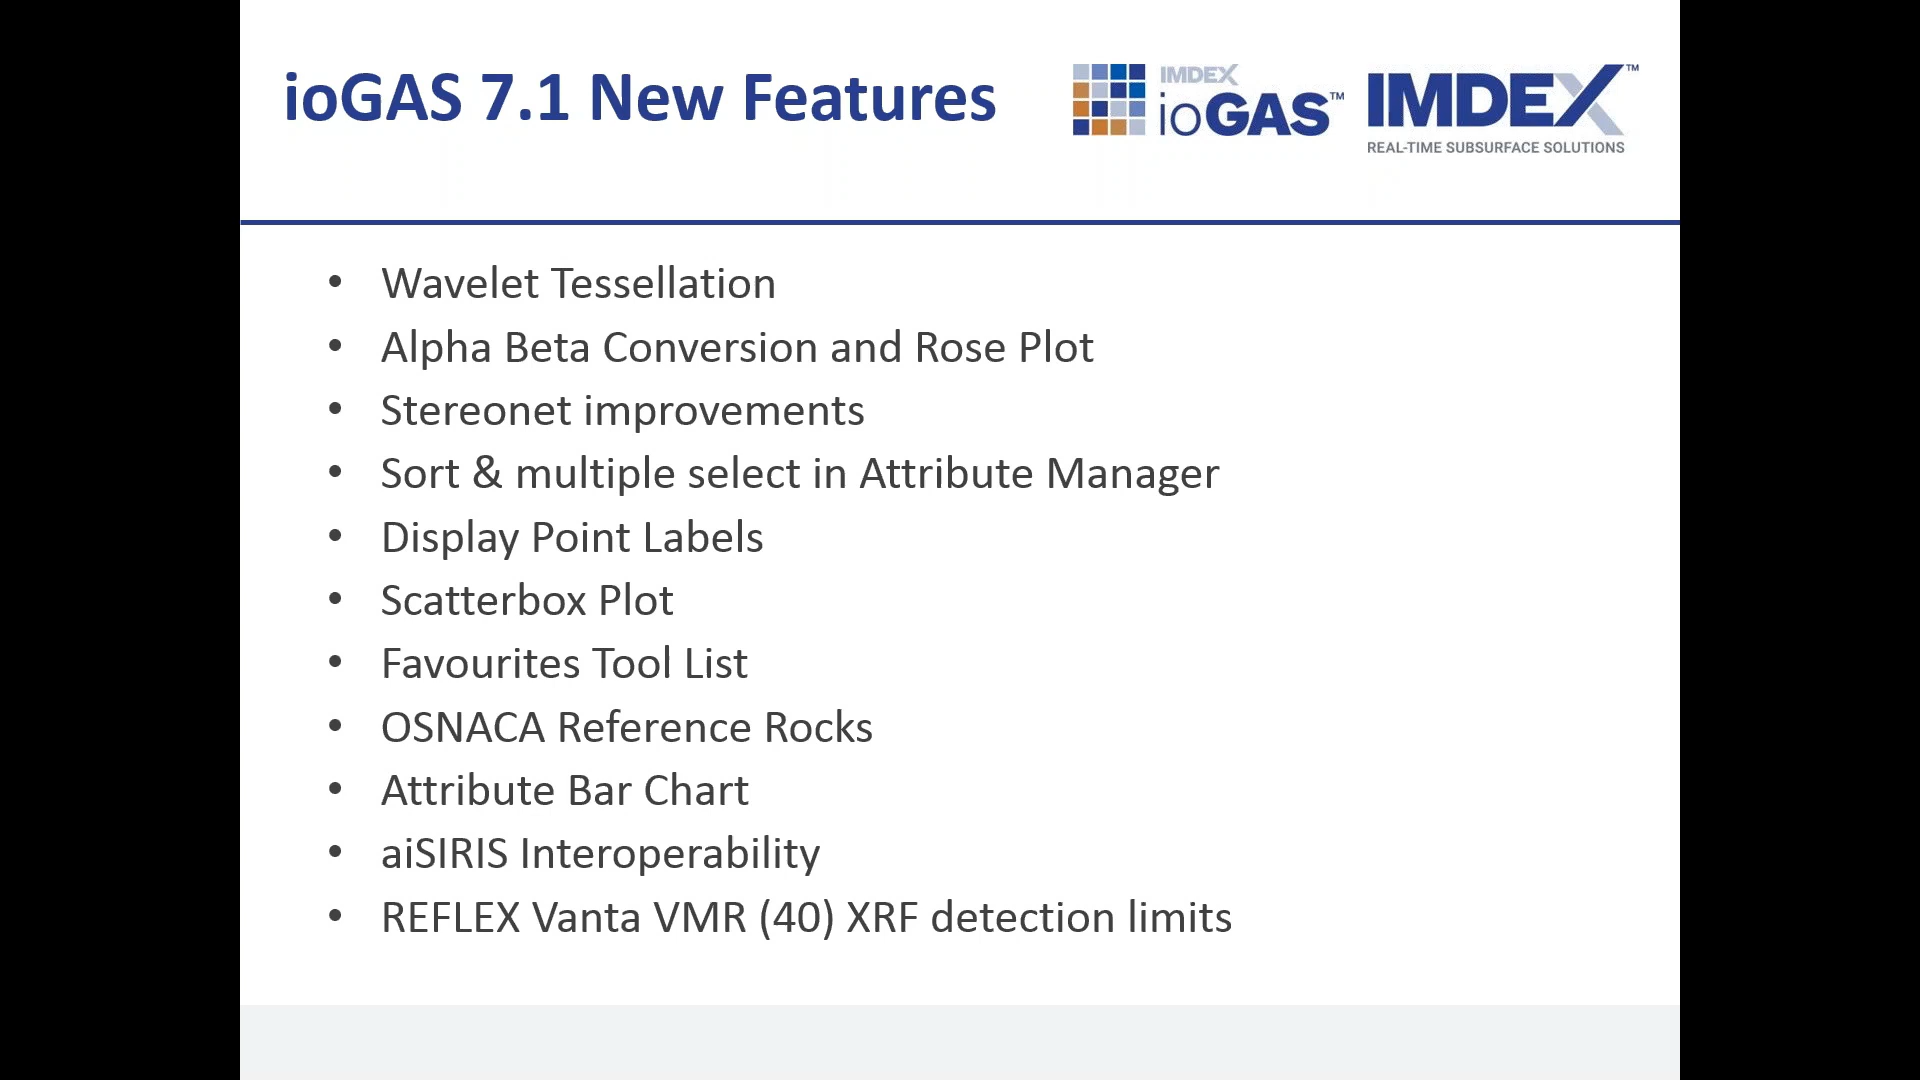 ioGAS 7.1 New Features
IMDEX
ioGAS™
IMDEX™
REAL-TIME SUBSURFACE SOLUTIONS
• Wavelet Tessellation
• Alpha Beta Conversion and Rose Plot
• Stereonet improvements
• Sort & multiple select in Attribute Manager
• Display Point Labels
• Scatterbox Plot
• Favourites Tool List
• OSNACA Reference Rocks
• Attribute Bar Chart
• aiSIRIS Interoperability
• REFLEX Vanta VMR (40) XRF detection limits